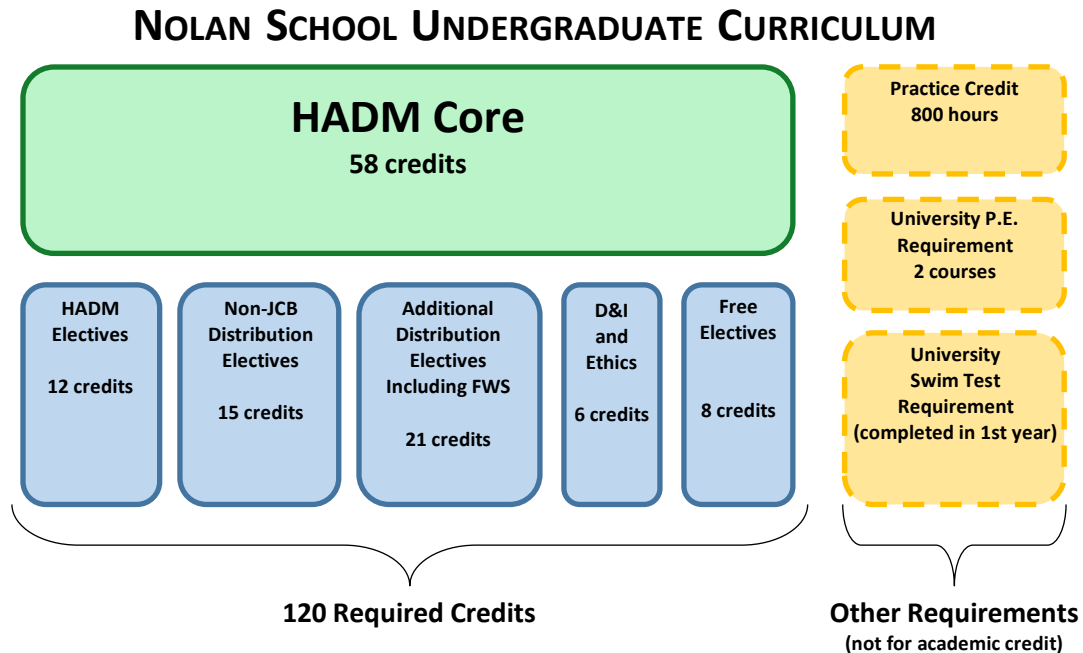 NOLAN SCHOOL UNDERGRADUATE CURRICULUM
HADM Core
58 credits
HADM
Electives
12 credits
Non-JCB
Distribution
Electives
15 credits
Additional
Distribution
Electives
Including FWS
21 credits
D&I
and
Ethics
6 credits
Free
Electives
8 credits
120 Required Credits
Practice Credit
800 hours
University P.E.
Requirement
2 courses
University
Swim Test
Requirement
(completed in 1st year)
Other Requirements
(not for academic credit)